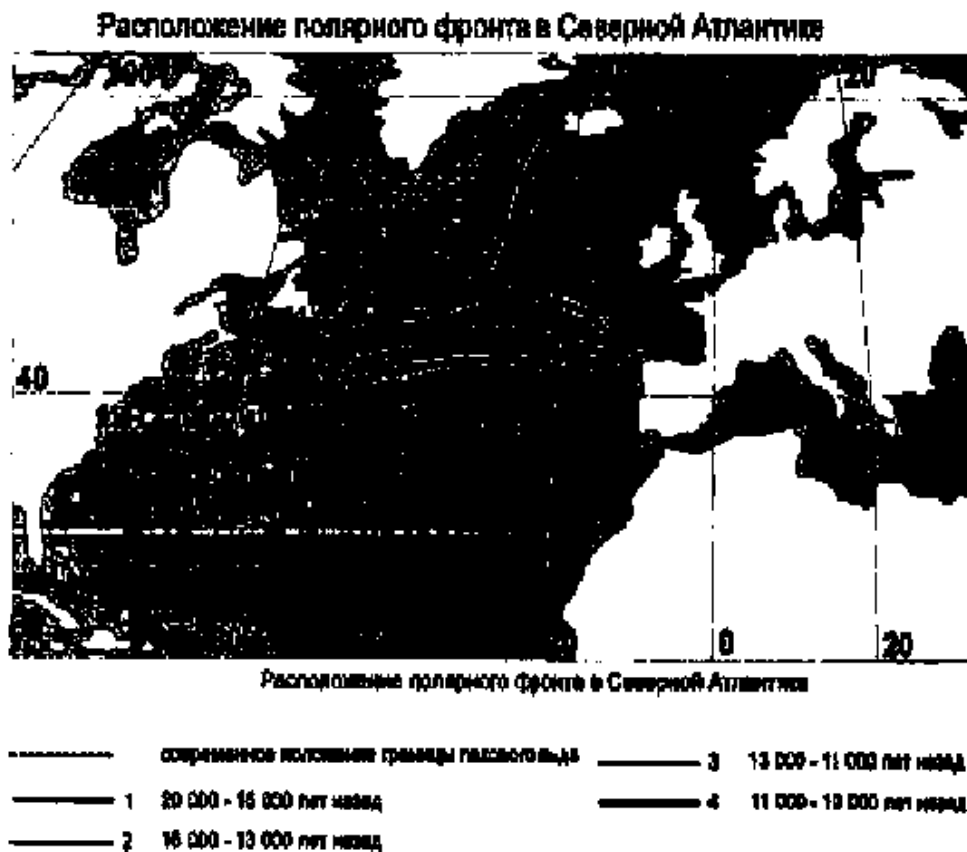 Расположение полярного фронта в Северной Атлантике
40
0
20
Расположение полярного фронта в Северной Атлантике
современное положение границы пакового льда
1 20 000 - 16 000 лет назад
2 16 000 - 13 000 лет назад
3 13 000 - 11 000 лет назад
4 11 000 - 10 000 лет назад